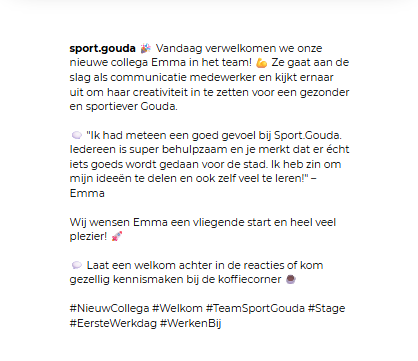 sport.gouda 🎉 Vandaag verwelkomen we onze
nieuwe collega Emma in het team! 💪 Ze gaat aan de
slag als communicatie medewerker en kijkt ernaar
uit om haar creativiteit in te zetten voor een gezonder
en sportiever Gouda.
💬 "Ik had meteen een goed gevoel bij Sport.Gouda.
Iedereen is super behulpzaam en je merkt dat er écht
iets goeds wordt gedaan voor de stad. Ik heb zin om
mijn ideeën te delen en ook zelf veel te leren!" –
Emma
Wij wensen Emma een vliegende start en heel veel
plezier! 🚀
💬 Laat een welkom achter in de reacties of kom
gezellig kennismaken bij de koffiecorner ☕
#NieuwCollega #Welkom #TeamSportGouda #Stage
#EersteWerkdag #WerkenBij